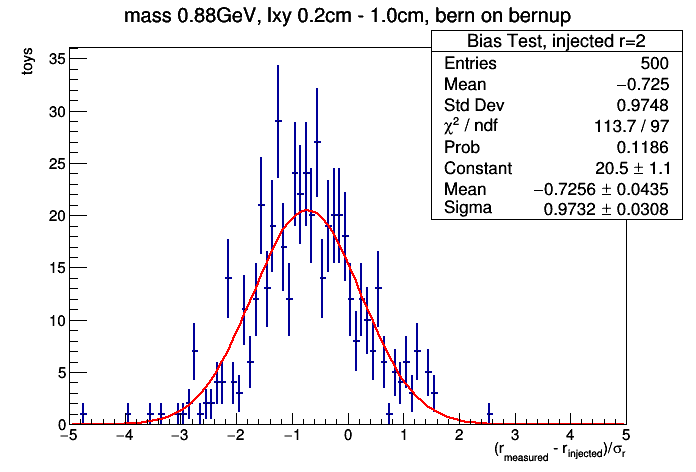 mass 0.88GeV, lxy 0.2cm - 1.0cm, bern on bernup
Bias Test, injected r=2
Entries 500
Mean −0.725
Std Dev 0.9748
χ² / ndf 113.7 / 97
Prob 0.1186
Constant 20.5 ± 1.1
Mean −0.7256 ± 0.0435
Sigma 0.9732 ± 0.0308
toys
35
30
25
20
15
10
5
0
−5 −4 −3 −2 −1 0 1 2 3 4 5
(r_measured - r_injected)/σ_r